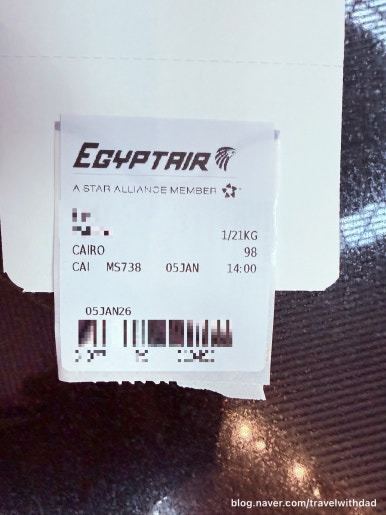 EGYPTAIR
A STAR ALLIANCE MEMBER
1/21KG
CAIRO 98
CAI MS738 05JAN 14:00
05JAN26
blog.naver.com/travelwithdad